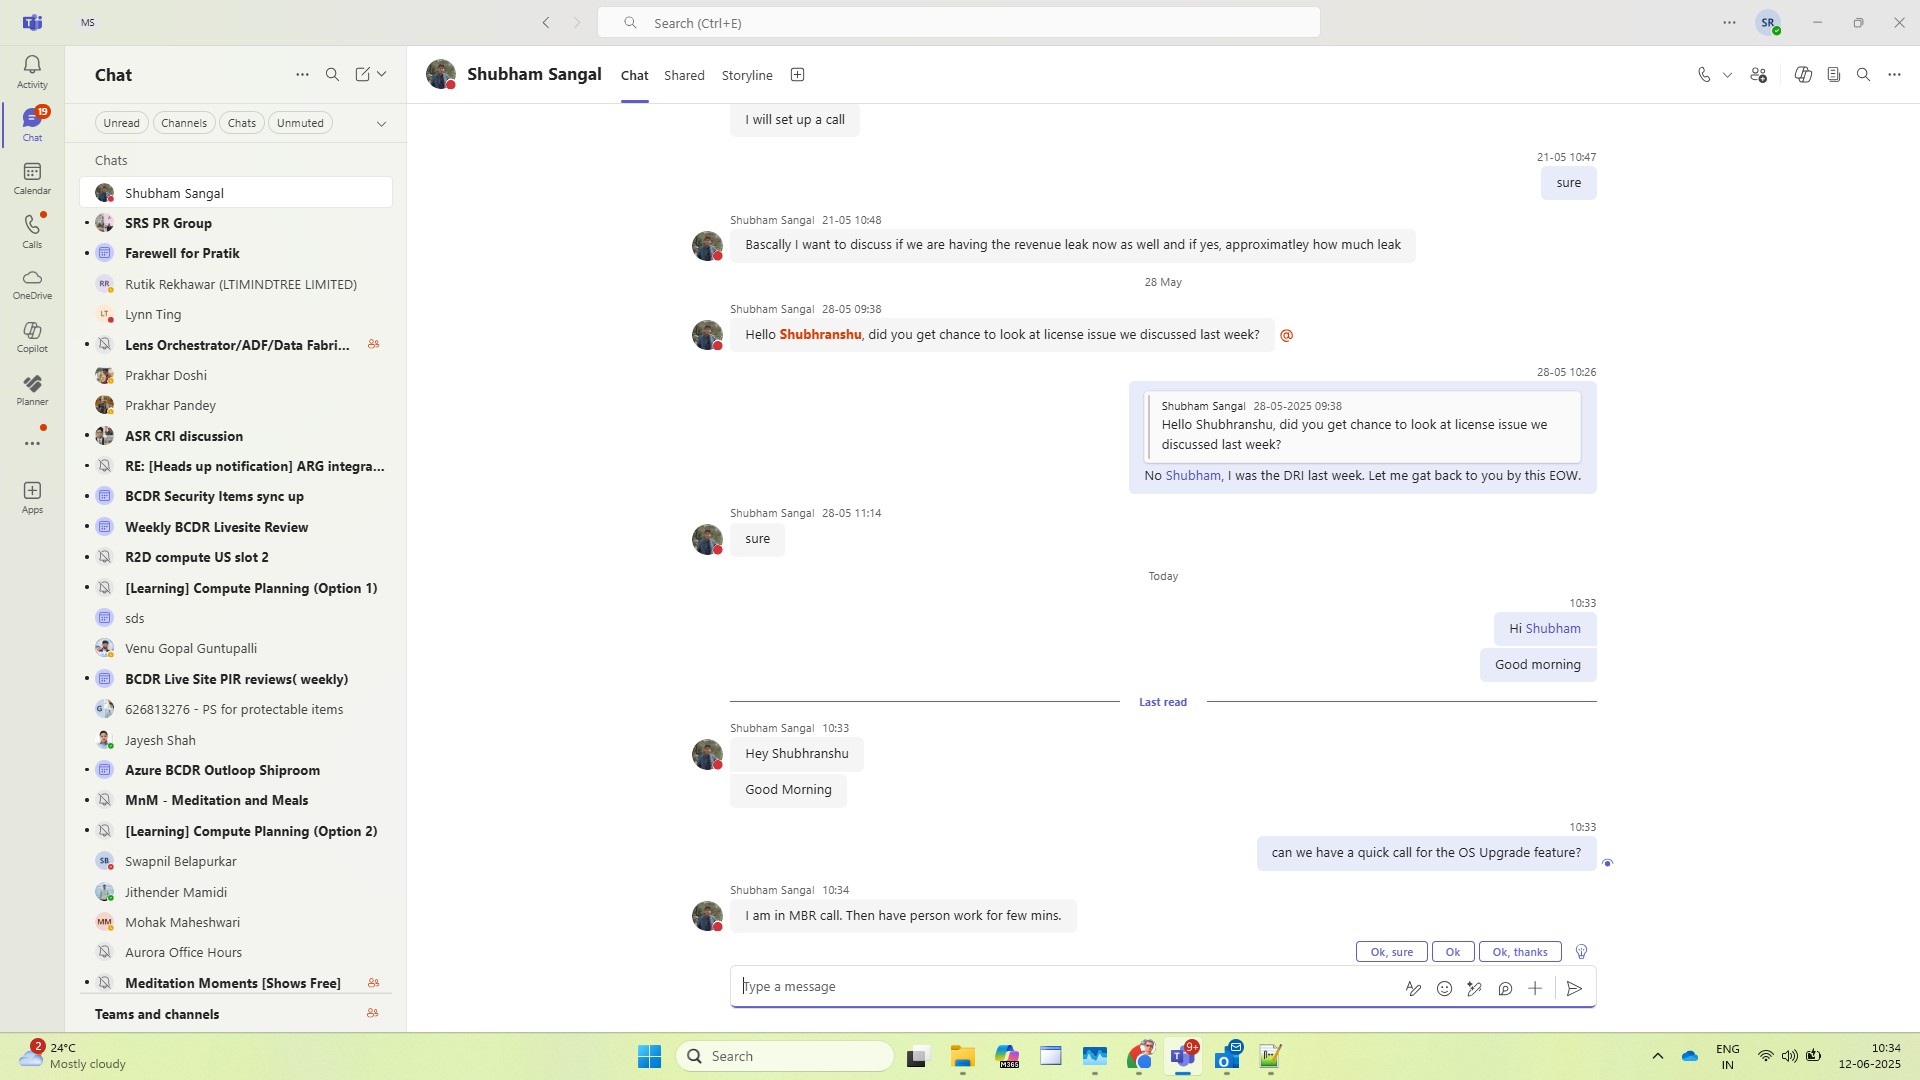 MS
Search (Ctrl+E)
SR
Activity
19
Chat
Calendar
Calls
OneDrive
Copilot
Planner
Apps
Chat
Unread
Channels
Chats
Unmuted
Chats
Shubham Sangal
SRS PR Group
Farewell for Pratik
RR
Rutik Rekhawar (LTIMINDTREE LIMITED)
LT
Lynn Ting
Lens Orchestrator/ADF/Data Fabri...
Prakhar Doshi
Prakhar Pandey
ASR CRI discussion
RE: [Heads up notification] ARG integra...
BCDR Security Items sync up
Weekly BCDR Livesite Review
R2D compute US slot 2
[Learning] Compute Planning (Option 1)
sds
Venu Gopal Guntupalli
BCDR Live Site PIR reviews( weekly)
626813276 - PS for protectable items
Jayesh Shah
Azure BCDR Outloop Shiproom
MnM - Meditation and Meals
[Learning] Compute Planning (Option 2)
SB
Swapnil Belapurkar
Jithender Mamidi
MM
Mohak Maheshwari
Aurora Office Hours
Meditation Moments [Shows Free]
Teams and channels
Shubham Sangal
Chat
Shared
Storyline
I will set up a call
21-05 10:47
sure
Shubham Sangal 21-05 10:48
Bascally I want to discuss if we are having the revenue leak now as well and if yes, approximatley how much leak
28 May
Shubham Sangal 28-05 09:38
Hello Shubhranshu, did you get chance to look at license issue we discussed last week?
@
28-05 10:26
Shubham Sangal 28-05-2025 09:38
Hello Shubhranshu, did you get chance to look at license issue we
discussed last week?
No Shubham, I was the DRI last week. Let me gat back to you by this EOW.
Shubham Sangal 28-05 11:14
sure
Today
10:33
Hi Shubham
Good morning
Last read
Shubham Sangal 10:33
Hey Shubhranshu
Good Morning
10:33
can we have a quick call for the OS Upgrade feature?
Shubham Sangal 10:34
I am in MBR call. Then have person work for few mins.
Ok, sure
Ok
Ok, thanks
Type a message
2
24°C
Mostly cloudy
Search
M365
9+
ENG
IN
10:34
12-06-2025